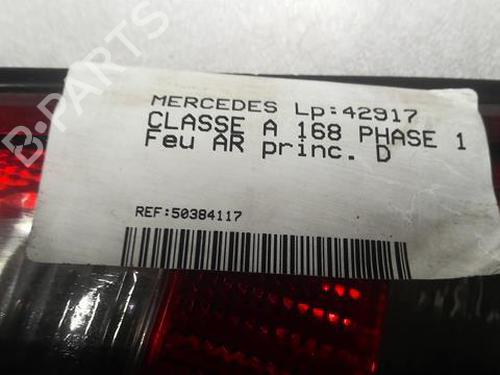 B-PARTS
MERCEDES Lp:42917
CLASSE A 168 PHASE 1
Feu AR princ. D
REF:50384117